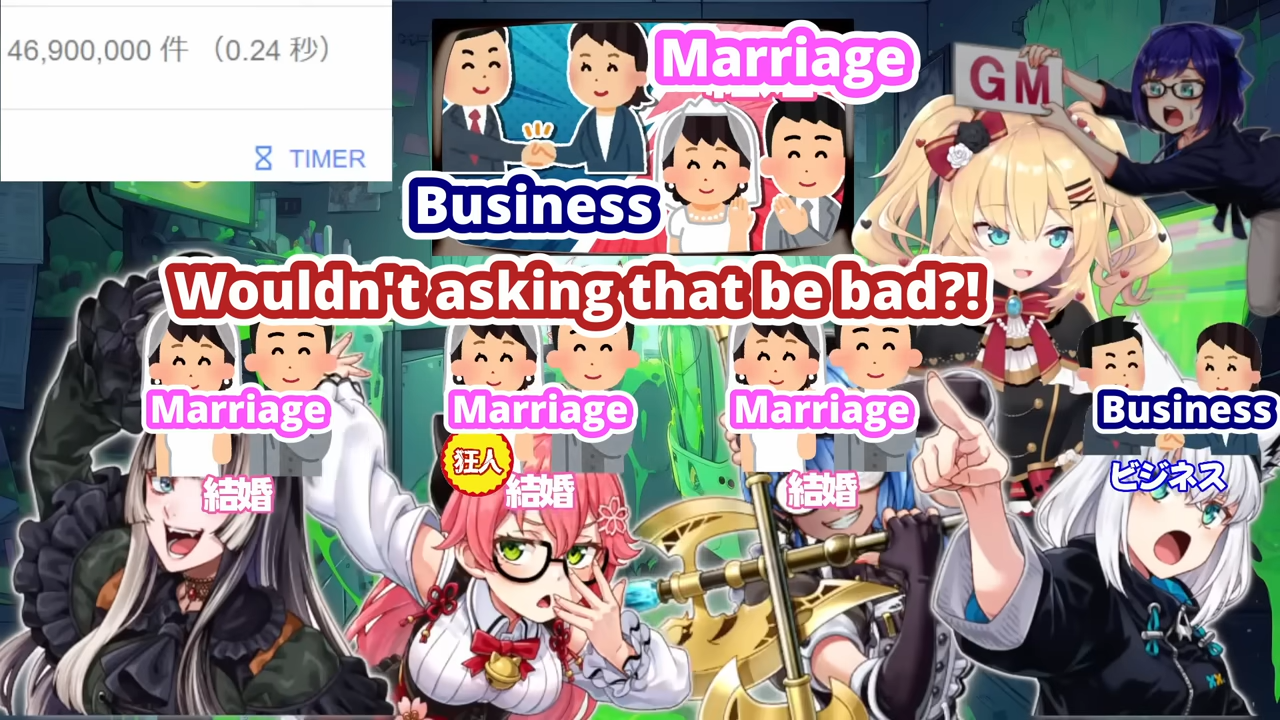 46,900,000 件 （0.24 秒）
TIMER
Marriage
GM
Business
Wouldn't asking that be bad?!
Marriage
Marriage
Marriage
Business
狂人
結婚
結婚
結婚
ビジネス